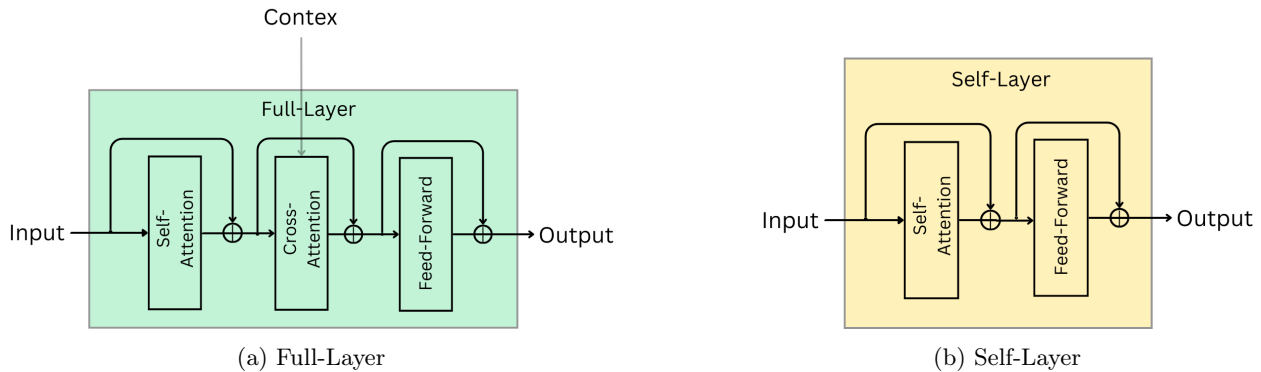 Contex
Full-Layer
Input
Self-
Attention
Cross-
Attention
Feed-Forward
Output
(a) Full-Layer
Self-Layer
Input
Self-
Attention
Feed-Forward
Output
(b) Self-Layer